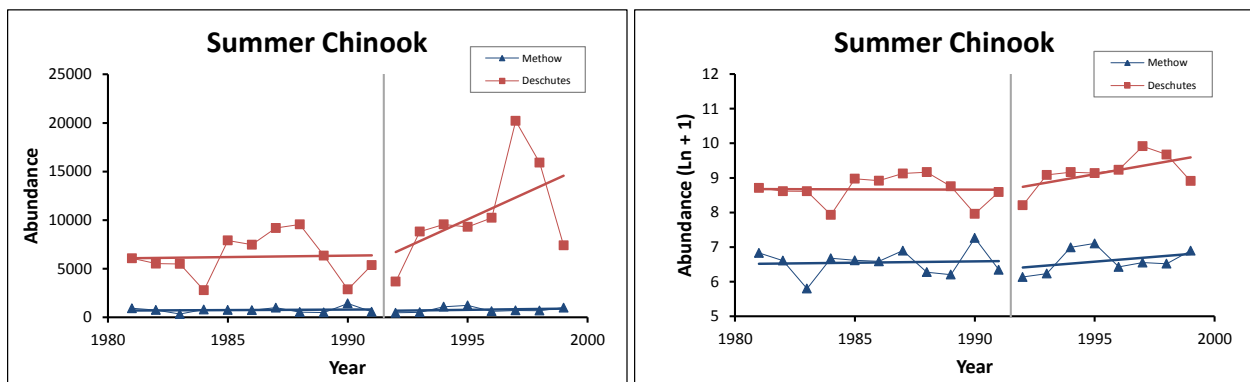 Summer Chinook
Methow
Deschutes
25000
20000
15000
10000
5000
0
Abundance
1980
1985
1990
1995
2000
Year
Summer Chinook
Methow
Deschutes
12
11
10
9
8
7
6
5
Abundance (Ln + 1)
1980
1985
1990
1995
2000
Year